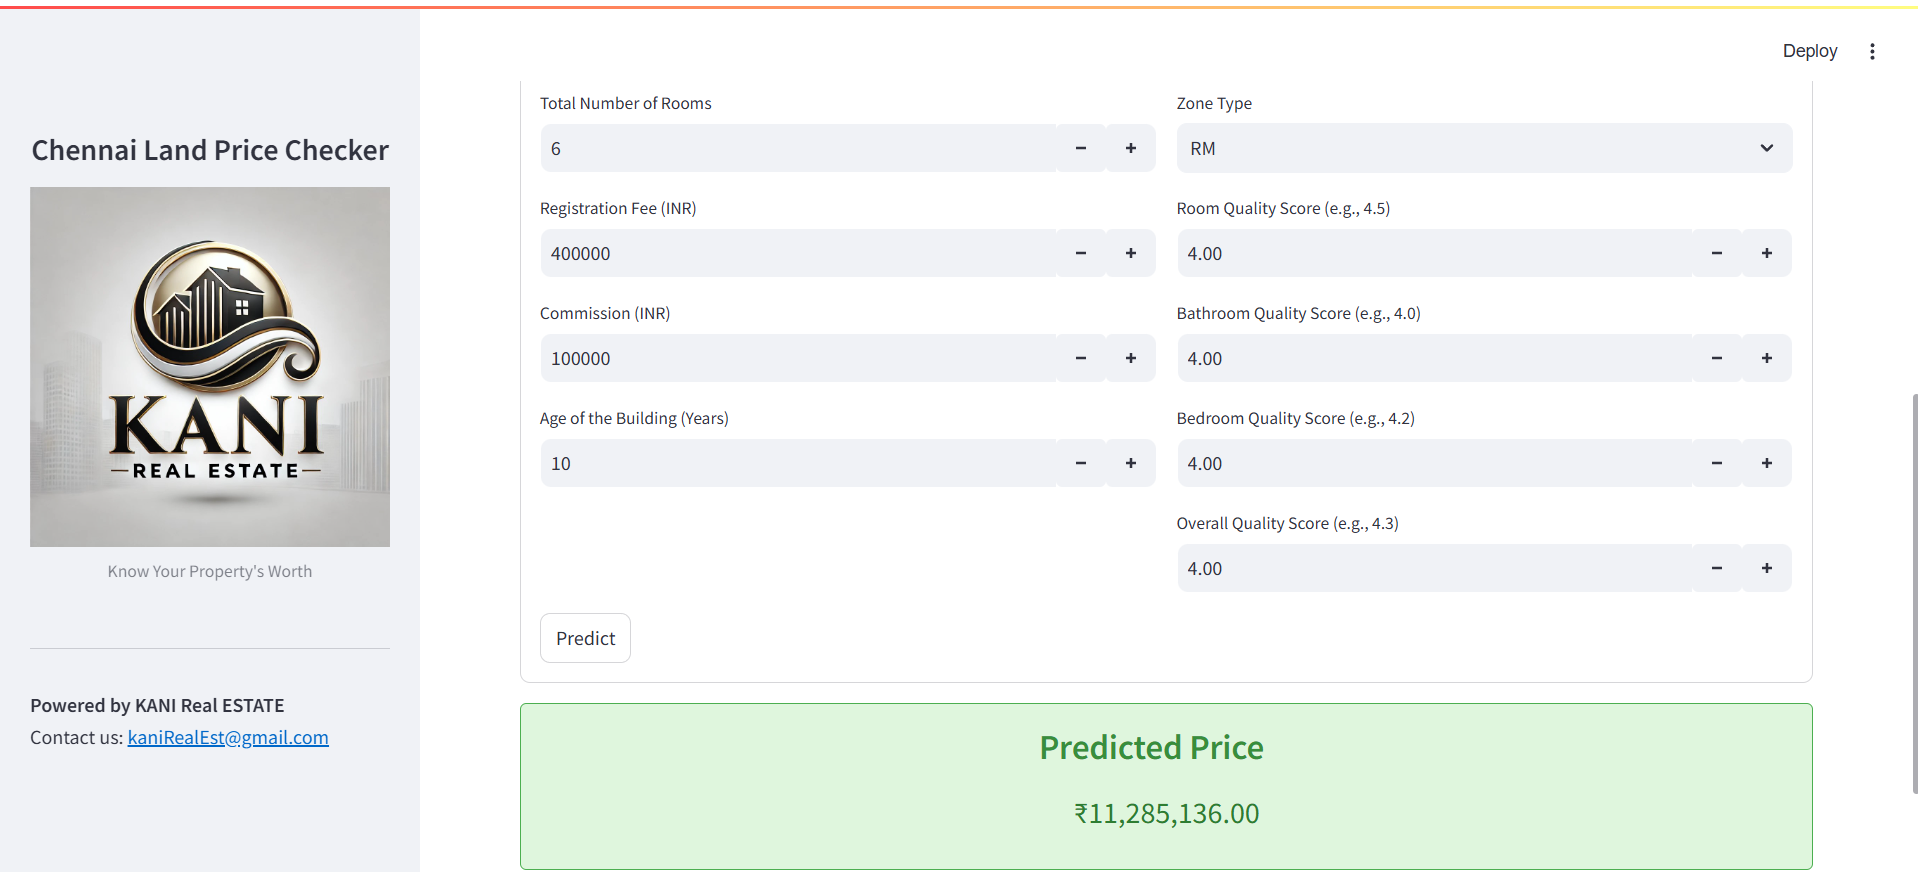 Deploy
Chennai Land Price Checker
KANI
REAL ESTATE
Know Your Property's Worth
Powered by KANI Real ESTATE
Contact us: kaniRealEst@gmail.com
Total Number of Rooms
6
Registration Fee (INR)
400000
Commission (INR)
100000
Age of the Building (Years)
10
Zone Type
RM
Room Quality Score (e.g., 4.5)
4.00
Bathroom Quality Score (e.g., 4.0)
4.00
Bedroom Quality Score (e.g., 4.2)
4.00
Overall Quality Score (e.g., 4.3)
4.00
Predict
Predicted Price
₹11,285,136.00